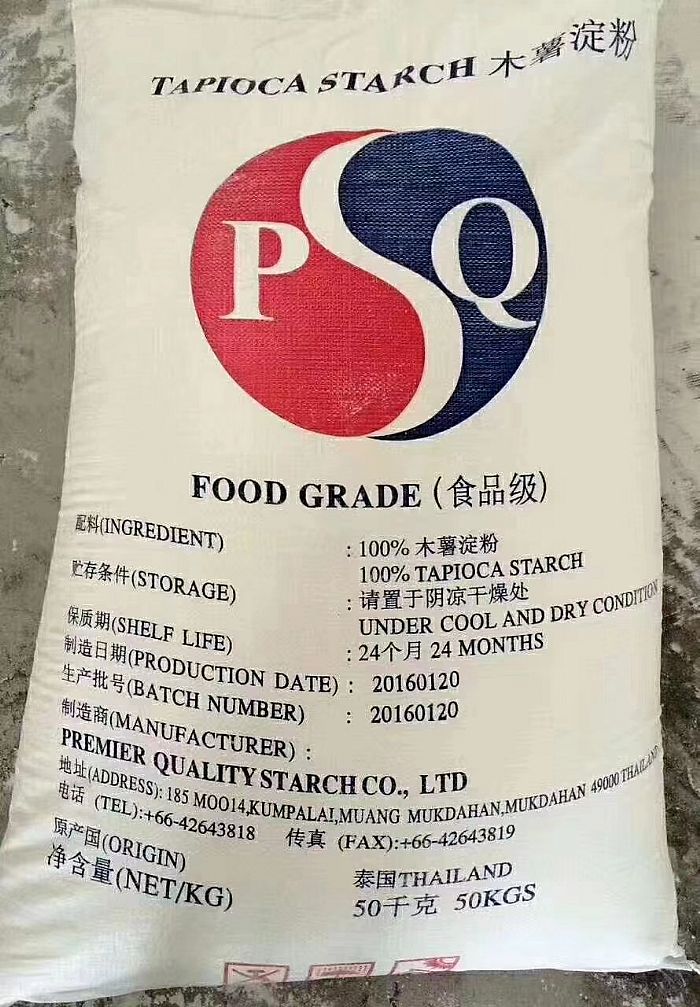 TAPIOCA STARCH 木薯淀粉
PSQ
FOOD GRADE (食品级)
配料(INGREDIENT) : 100% 木薯淀粉
100% TAPIOCA STARCH
贮存条件(STORAGE) : 请置于阴凉干燥处
UNDER COOL AND DRY CONDITION
保质期(SHELF LIFE) : 24个月 24 MONTHS
制造日期(PRODUCTION DATE) : 20160120
生产批号(BATCH NUMBER) : 20160120
制造商(MANUFACTURER) :
PREMIER QUALITY STARCH CO., LTD
地址(ADDRESS): 185 MOO14,KUMPALAI,MUANG MUKDAHAN,MUKDAHAN 49000 THAILAND
电话 (TEL):+66-42643818 传真 (FAX):+66-42643819
原产国(ORIGIN) 泰国THAILAND
净含量(NET/KG) 50千克 50KGS